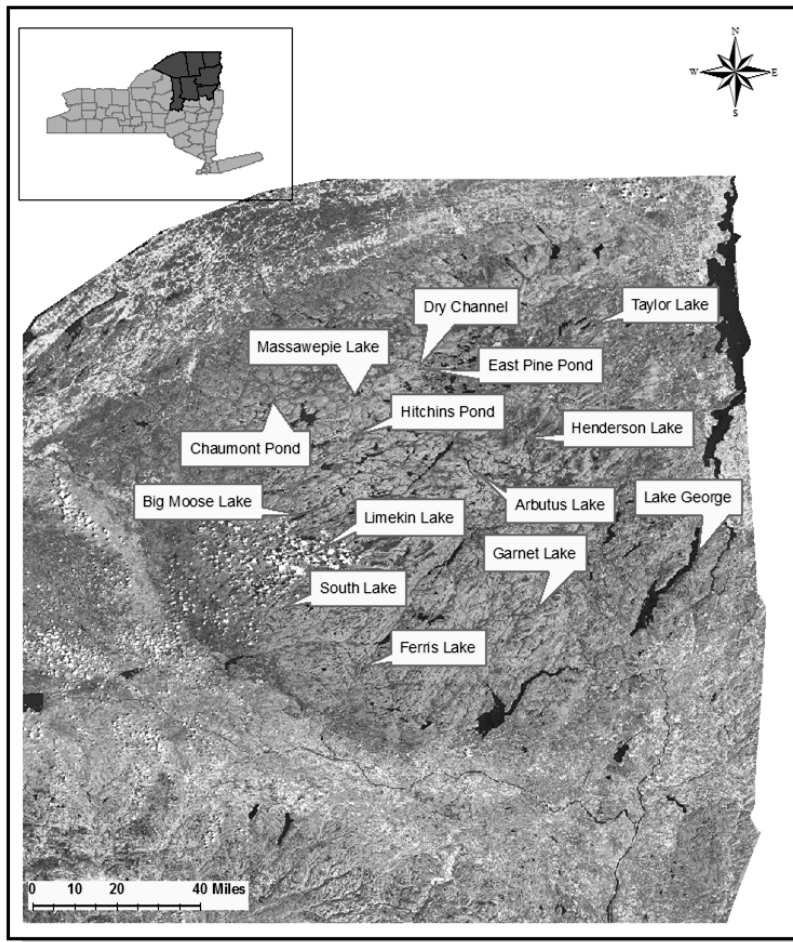 N
W E
S
Dry Channel
Taylor Lake
Massawepie Lake
East Pine Pond
Hitchins Pond
Henderson Lake
Chaumont Pond
Big Moose Lake
Limekin Lake
Arbutus Lake
Lake George
Garnet Lake
South Lake
Ferris Lake
0 10 20 40 Miles